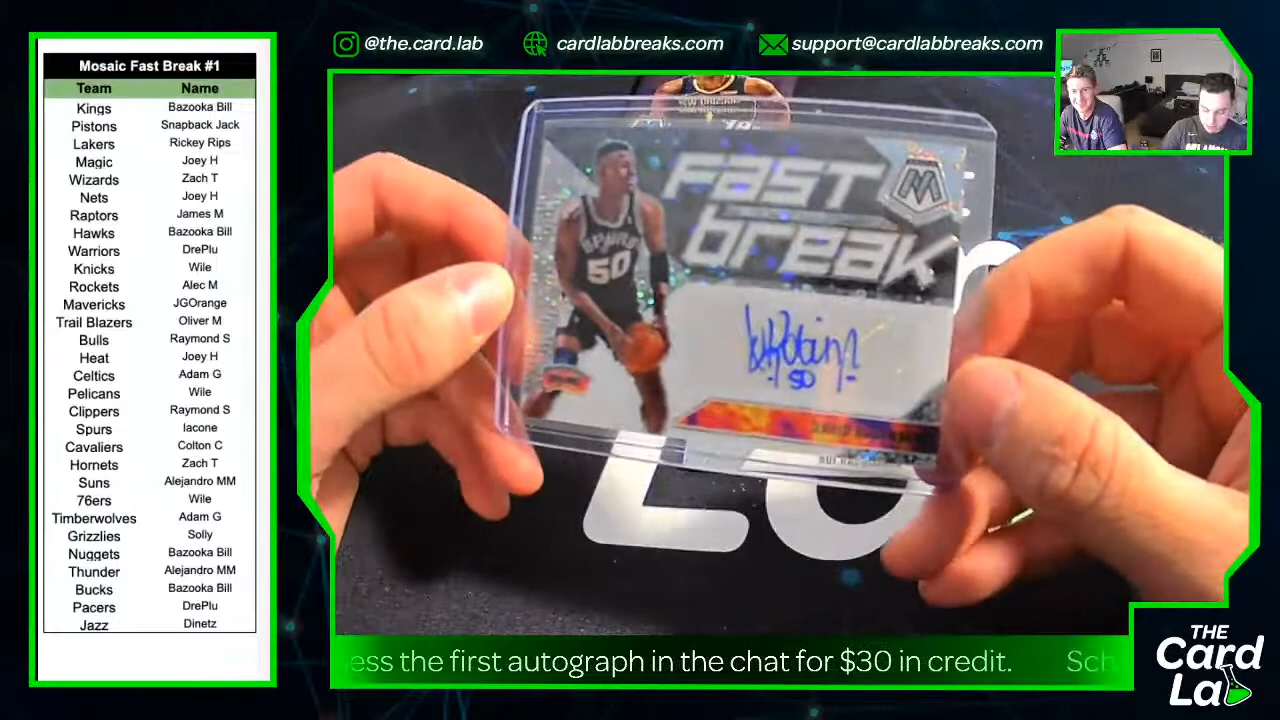 @the.card.lab
cardlabbreaks.com
support@cardlabbreaks.com
Mosaic Fast Break #1
Team Name
Kings Bazooka Bill
Pistons Snapback Jack
Lakers Rickey Rips
Magic Joey H
Wizards Zach T
Nets Joey H
Raptors James M
Hawks Bazooka Bill
Warriors DrePlu
Knicks Wile
Rockets Alec M
Mavericks JGOrange
Trail Blazers Oliver M
Bulls Raymond S
Heat Joey H
Celtics Adam G
Pelicans Wile
Clippers Raymond S
Spurs Iacone
Cavaliers Colton C
Hornets Zach T
Suns Alejandro MM
76ers Wile
Timberwolves Adam G
Grizzlies Solly
Nuggets Bazooka Bill
Thunder Alejandro MM
Bucks Bazooka Bill
Pacers DrePlu
Jazz Dinetz
Fast
break
M
SPURS
50
50
the first autograph in the chat for $30 in credit.
THE
Card
Lab